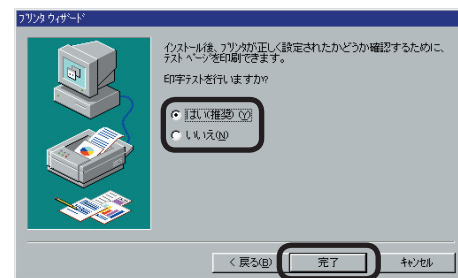 プリンタ ウィザード
インストール後、プリンタが正しく設定されたかどうか確認するために、
テスト ページを印刷できます。
印字テストを行いますか?
はい(推奨)(Y)
いいえ(N)
< 戻る(B)
完了
キャンセル